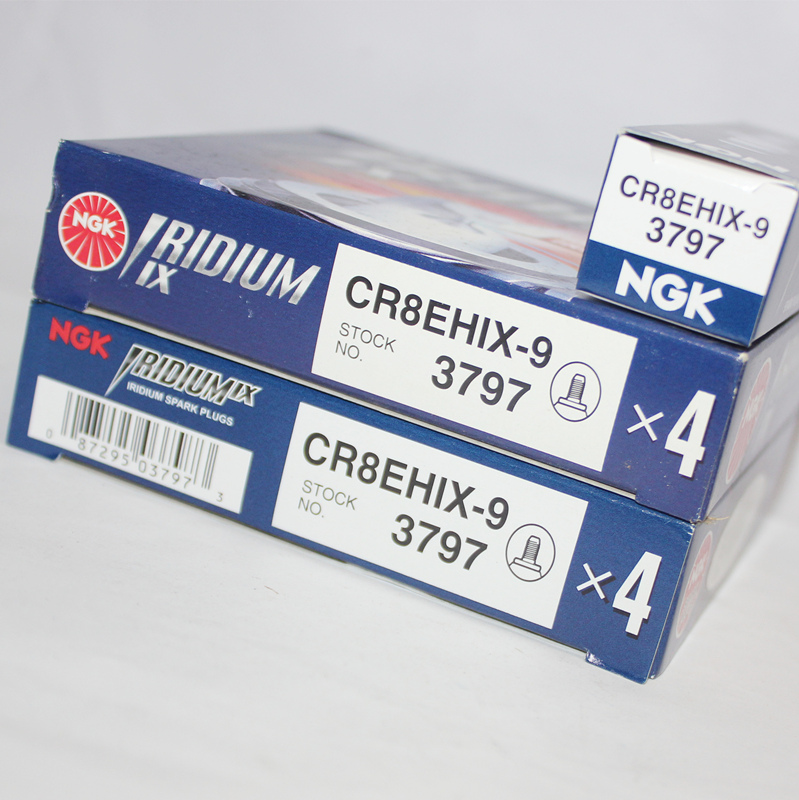 CR8EHIX-9
3797
NGK
NGK
IRIDIUM
IX
CR8EHIX-9
STOCK
NO.
3797
×4
NGK
IRIDIUM IX
IRIDIUM SPARK PLUGS
0 87295 03797 3
CR8EHIX-9
STOCK
NO.
3797
×4